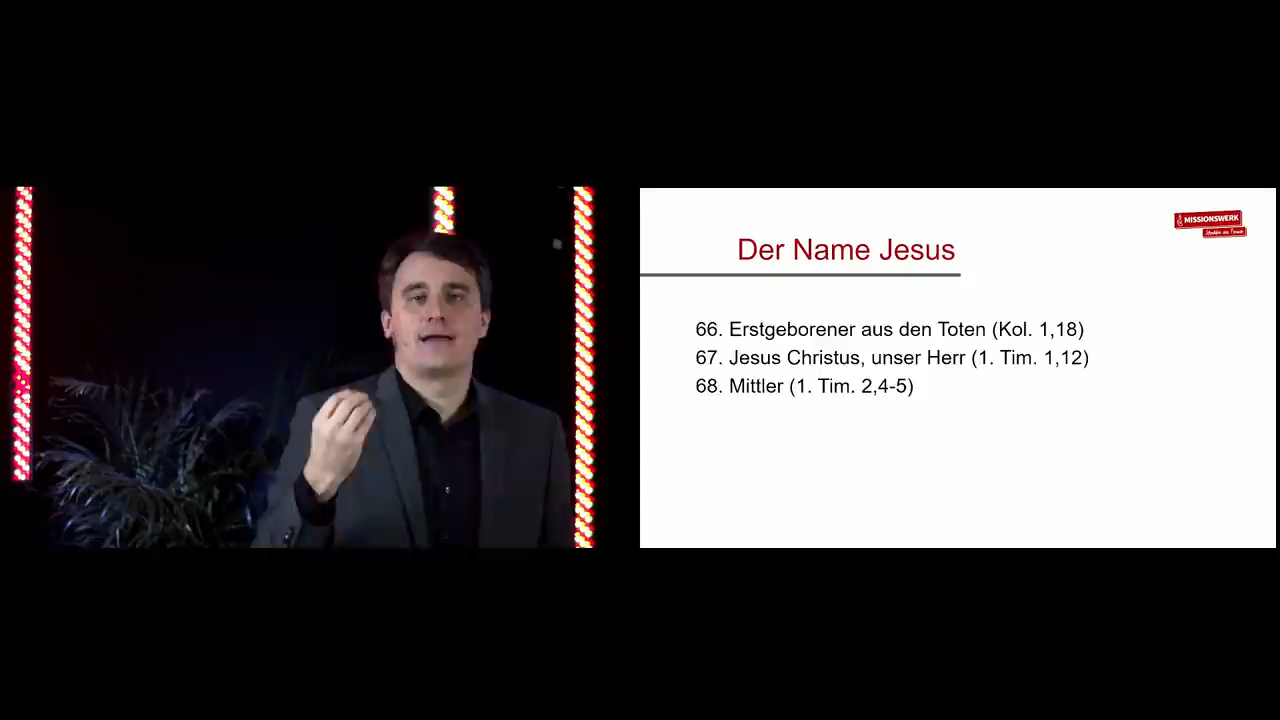 MISSIONSWERK
Der Name Jesus
66. Erstgeborener aus den Toten (Kol. 1,18)
67. Jesus Christus, unser Herr (1. Tim. 1,12)
68. Mittler (1. Tim. 2,4-5)